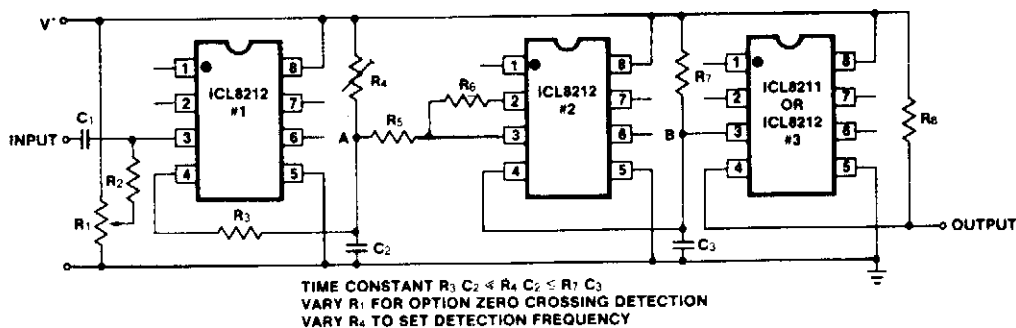 V+
1
2
3
4
ICL8212
#1
8
7
6
5
C1
INPUT
R2
R1
R3
R4
A
R5
R6
C2
1
2
3
4
ICL8212
#2
8
7
6
5
R7
B
C3
1
2
3
4
ICL8211
OR
ICL8212
#3
8
7
6
5
R8
OUTPUT
TIME CONSTANT R3 C2 < R4 C2 ≤ R7 C3
VARY R1 FOR OPTION ZERO CROSSING DETECTION
VARY R4 TO SET DETECTION FREQUENCY